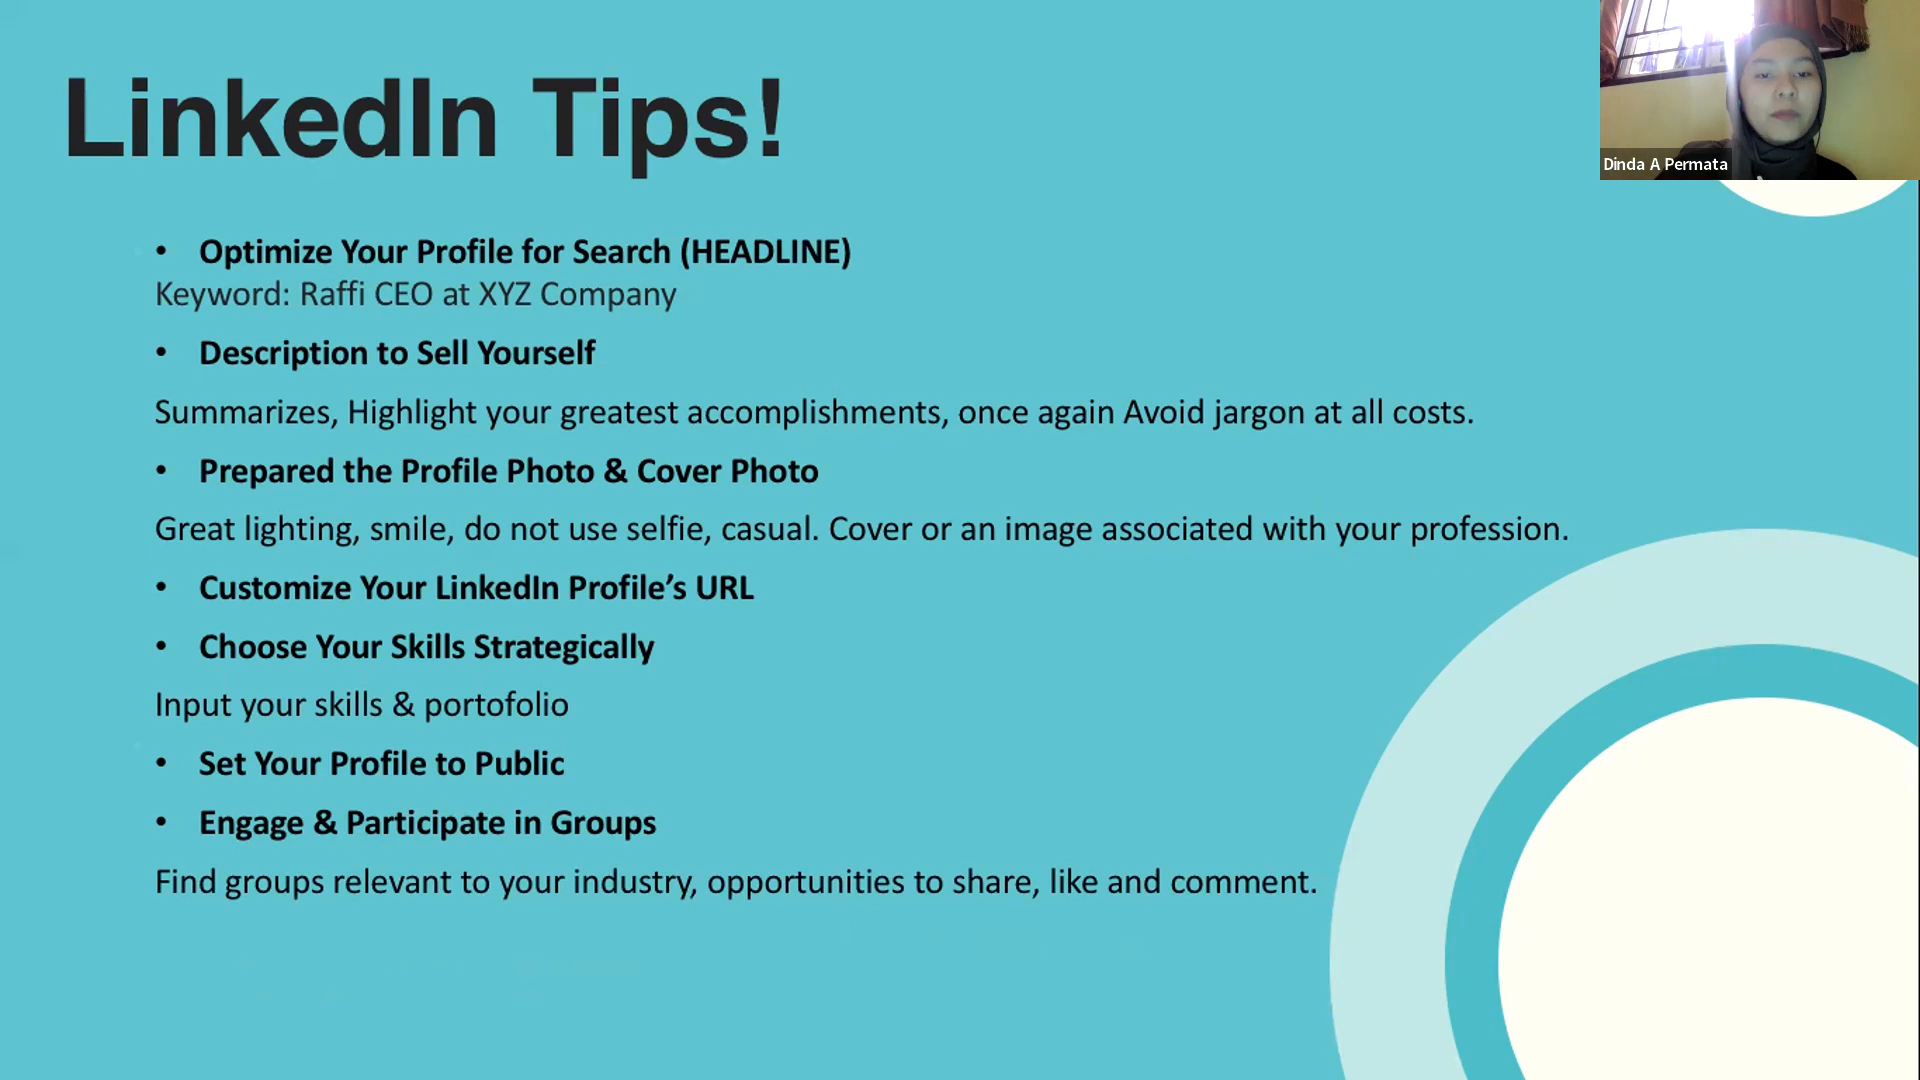 LinkedIn Tips!
Dinda A Permata
• Optimize Your Profile for Search (HEADLINE)
Keyword: Raffi CEO at XYZ Company
• Description to Sell Yourself
Summarizes, Highlight your greatest accomplishments, once again Avoid jargon at all costs.
• Prepared the Profile Photo & Cover Photo
Great lighting, smile, do not use selfie, casual. Cover or an image associated with your profession.
• Customize Your LinkedIn Profile’s URL
• Choose Your Skills Strategically
Input your skills & portofolio
• Set Your Profile to Public
• Engage & Participate in Groups
Find groups relevant to your industry, opportunities to share, like and comment.